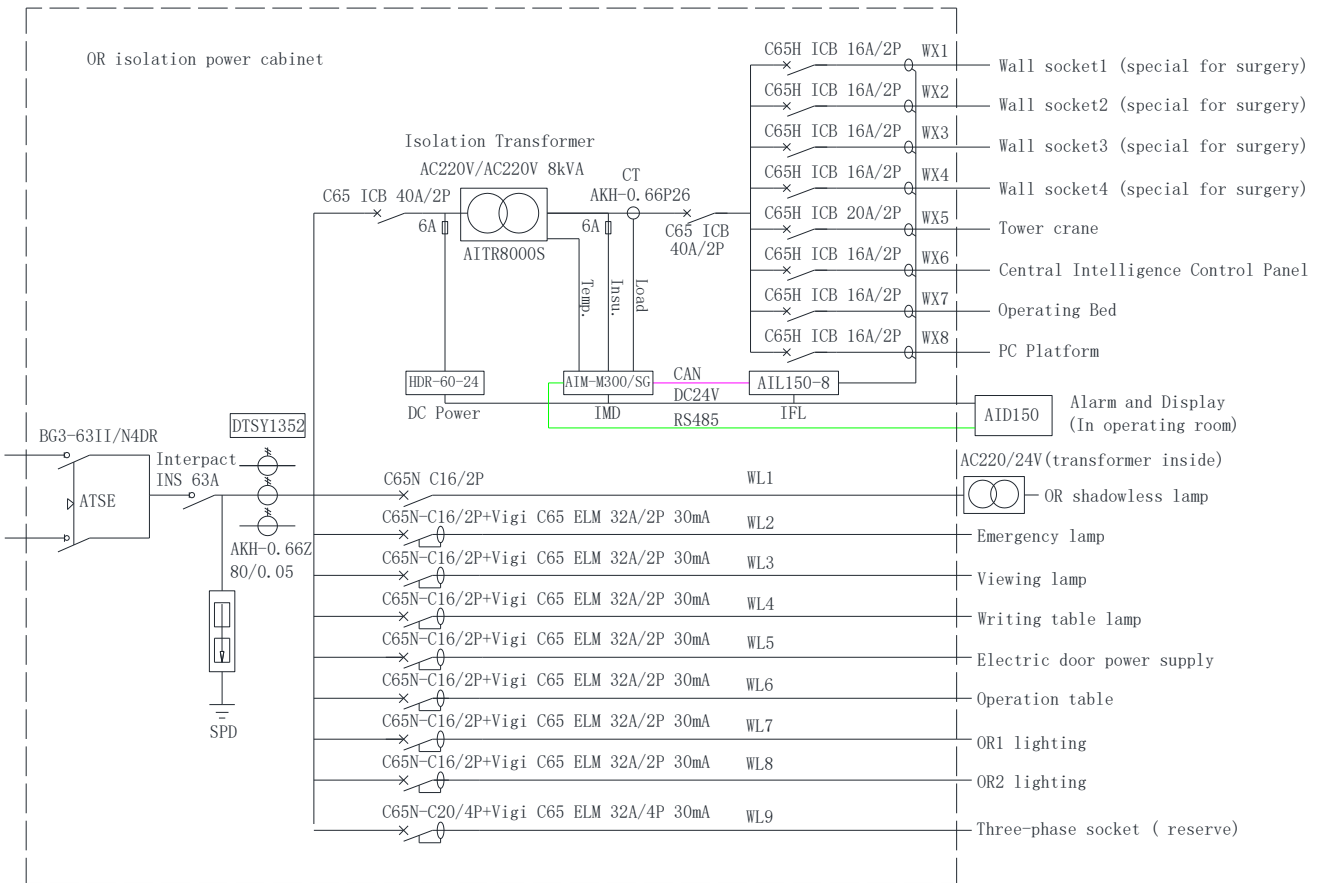 OR isolation power cabinet
C65H ICB 16A/2P
WX1
Wall socket1 (special for surgery)
C65H ICB 16A/2P
WX2
Wall socket2 (special for surgery)
C65H ICB 16A/2P
WX3
Wall socket3 (special for surgery)
C65H ICB 16A/2P
WX4
Wall socket4 (special for surgery)
C65H ICB 20A/2P
WX5
Tower crane
C65H ICB 16A/2P
WX6
Central Intelligence Control Panel
C65H ICB 16A/2P
WX7
Operating Bed
C65H ICB 16A/2P
WX8
PC Platform
Isolation Transformer
AC220V/AC220V 8kVA
C65 ICB 40A/2P
6A
AITR8000S
CT
AKH-0.66P26
6A
C65 ICB
40A/2P
Temp.
Insu.
Load
HDR-60-24
DC Power
AIM-M300/SG
IMD
CAN
DC24V
RS485
AIL150-8
IFL
AID150
Alarm and Display
(In operating room)
BG3-63II/N4DR
ATSE
Interpact
INS 63A
DTSY1352
AKH-0.66Z
80/0.05
SPD
AC220/24V(transformer inside)
C65N C16/2P
WL1
OR shadowless lamp
C65N-C16/2P+Vigi C65 ELM 32A/2P 30mA
WL2
Emergency lamp
C65N-C16/2P+Vigi C65 ELM 32A/2P 30mA
WL3
Viewing lamp
C65N-C16/2P+Vigi C65 ELM 32A/2P 30mA
WL4
Writing table lamp
C65N-C16/2P+Vigi C65 ELM 32A/2P 30mA
WL5
Electric door power supply
C65N-C16/2P+Vigi C65 ELM 32A/2P 30mA
WL6
Operation table
C65N-C16/2P+Vigi C65 ELM 32A/2P 30mA
WL7
OR1 lighting
C65N-C16/2P+Vigi C65 ELM 32A/2P 30mA
WL8
OR2 lighting
C65N-C20/4P+Vigi C65 ELM 32A/4P 30mA
WL9
Three-phase socket ( reserve)